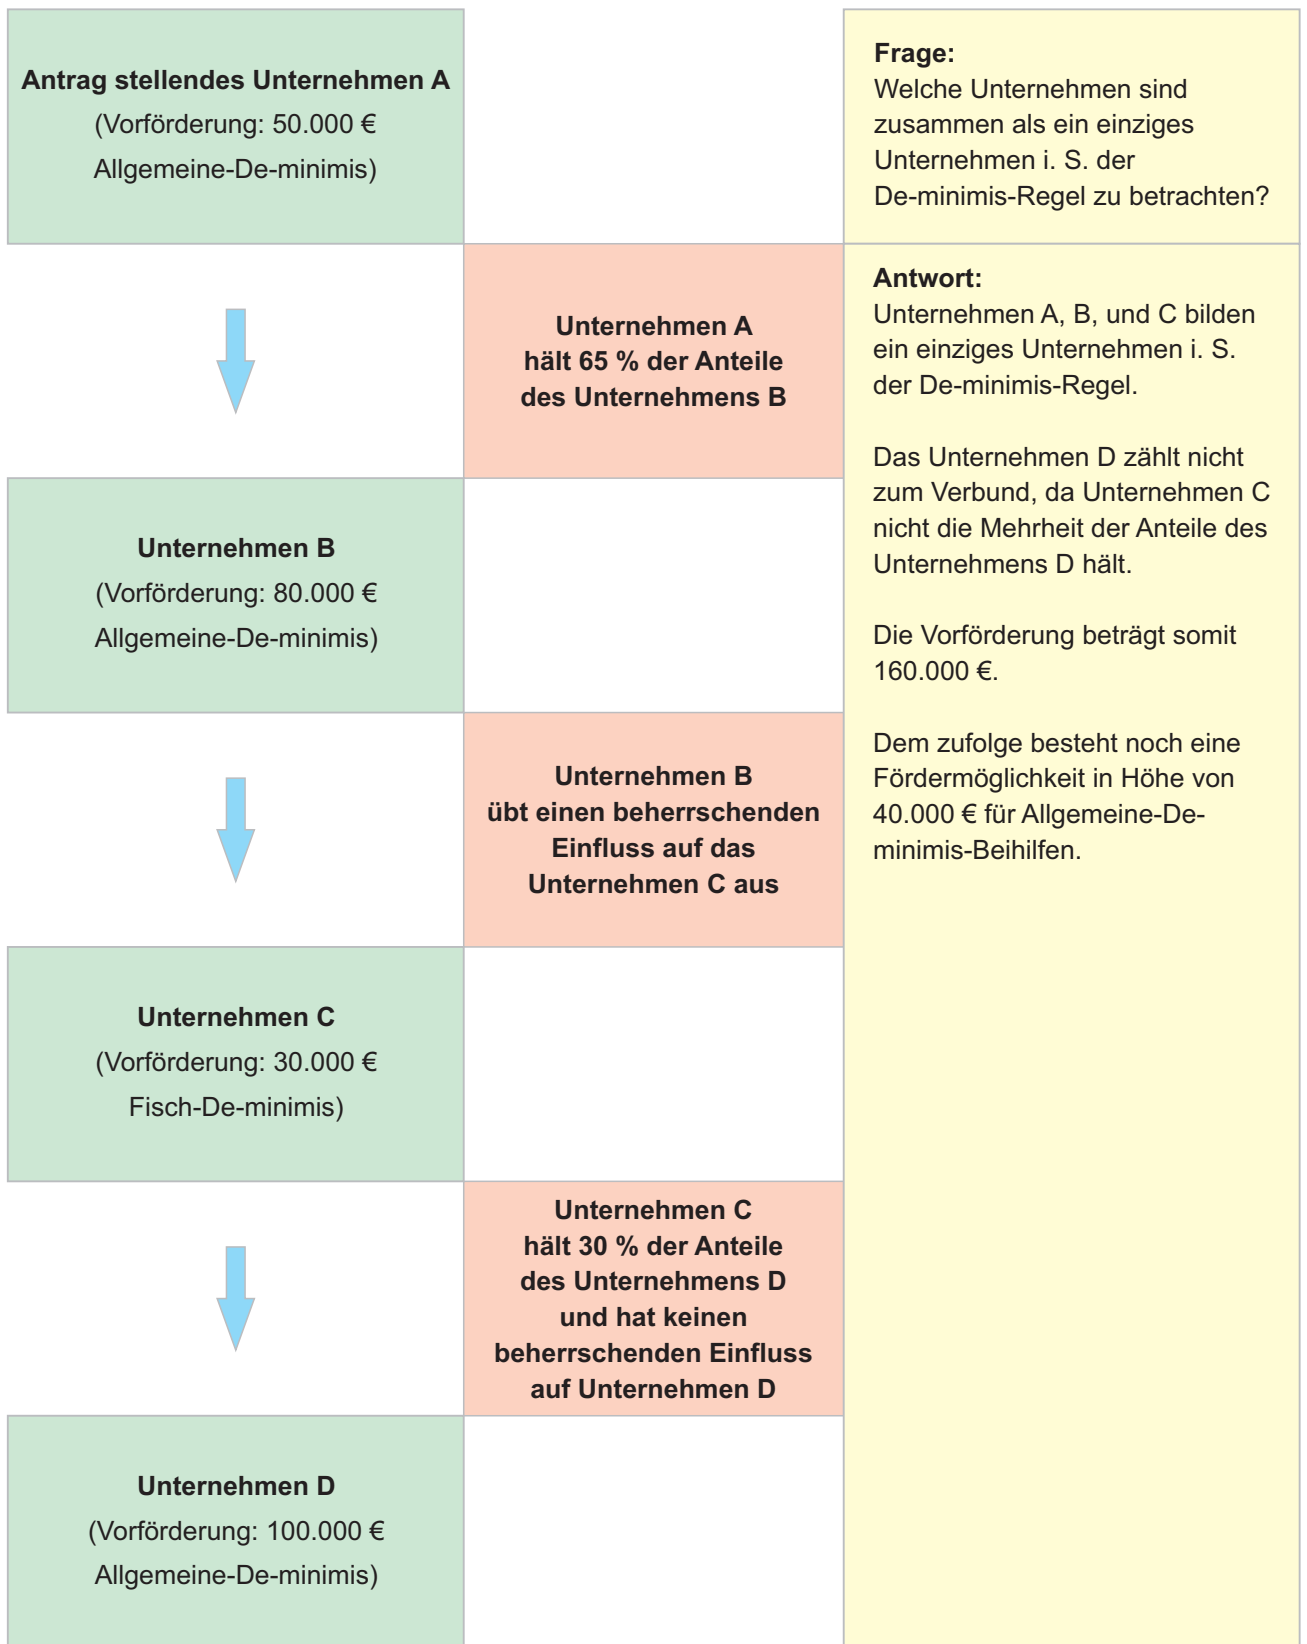 Antrag stellendes Unternehmen A
(Vorförderung: 50.000 €
Allgemeine-De-minimis)
Frage:
Welche Unternehmen sind
zusammen als ein einziges
Unternehmen i. S. der
De-minimis-Regel zu betrachten?
Unternehmen A
hält 65 % der Anteile
des Unternehmens B
Antwort:
Unternehmen A, B, und C bilden
ein einziges Unternehmen i. S.
der De-minimis-Regel.
Das Unternehmen D zählt nicht
zum Verbund, da Unternehmen C
nicht die Mehrheit der Anteile des
Unternehmens D hält.
Die Vorförderung beträgt somit
160.000 €.
Dem zufolge besteht noch eine
Fördermöglichkeit in Höhe von
40.000 € für Allgemeine-De-
minimis-Beihilfen.
Unternehmen B
(Vorförderung: 80.000 €
Allgemeine-De-minimis)
Unternehmen B
übt einen beherrschenden
Einfluss auf das
Unternehmen C aus
Unternehmen C
(Vorförderung: 30.000 €
Fisch-De-minimis)
Unternehmen C
hält 30 % der Anteile
des Unternehmens D
und hat keinen
beherrschenden Einfluss
auf Unternehmen D
Unternehmen D
(Vorförderung: 100.000 €
Allgemeine-De-minimis)